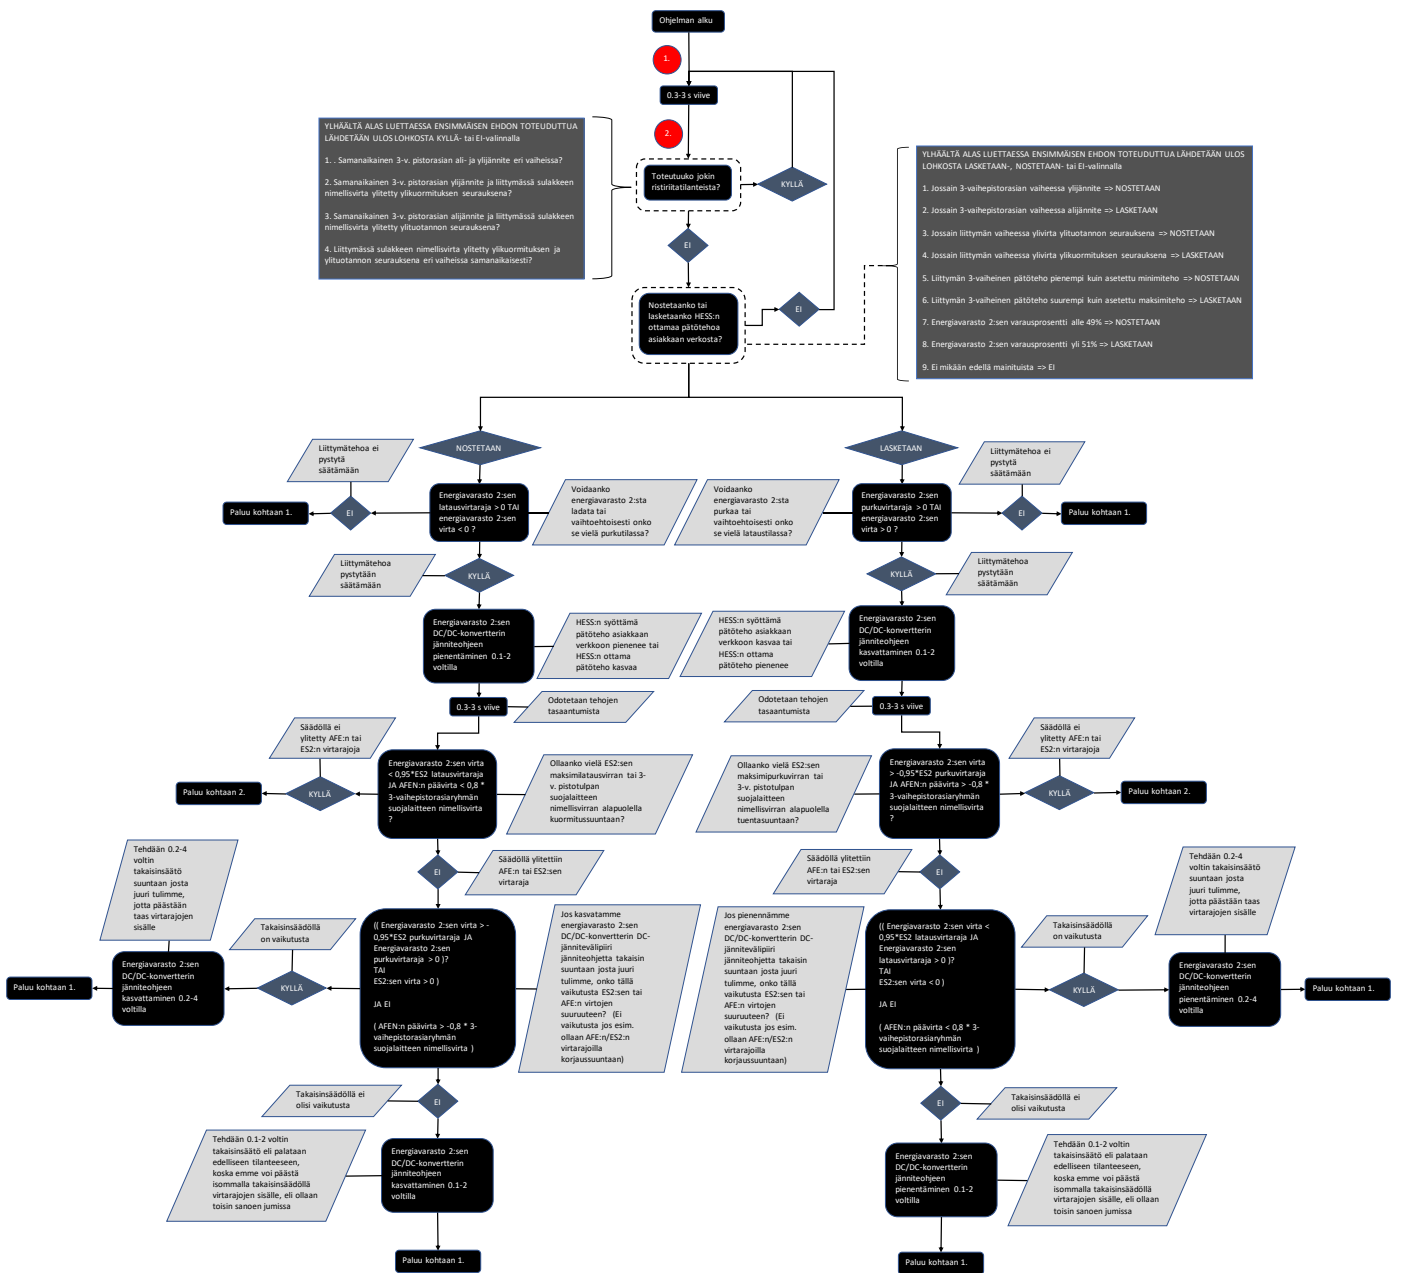 Ohjelman alku
1.
0.3-3 s viive
2.
YLHÄÄLTÄ ALAS LUETTAESSA ENSIMMÄISEN EHDON TOTEUDUTTUA
LÄHDETÄÄN ULOS LOHKOSTA KYLLÄ- tai EI-valinnalla
1. . Samanaikainen 3-v. pistorasian ali- ja ylijännite eri vaiheissa?
2. Samanaikainen 3-v. pistorasian ylijännite ja liittymässä sulakkeen
nimellisvirta ylitetty ylikuormituksen seurauksena?
3. Samanaikainen 3-v. pistorasian alijännite ja liittymässä sulakkeen
nimellisvirta ylitetty ylituotannon seurauksena?
4. Liittymässä sulakkeen nimellisvirta ylitetty ylikuormituksen ja
ylituotannon seurauksena eri vaiheissa samanaikaisesti?
Toteutuuko jokin
ristiriitatilanteista?
KYLLÄ
EI
Nostetaanko tai
lasketaanko HESS:n
ottamaa pätötehoa
asiakkaan verkosta?
EI
YLHÄÄLTÄ ALAS LUETTAESSA ENSIMMÄISEN EHDON TOTEUDUTTUA LÄHDETÄÄN ULOS
LOHKOSTA LASKETAAN-, NOSTETAAN- tai EI-valinnalla
1. Jossain 3-vaihepistorasian vaiheessa ylijännite => NOSTETAAN
2. Jossain 3-vaihepistorasian vaiheessa alijännite => LASKETAAN
3. Jossain liittymän vaiheessa ylivirta ylituotannon seurauksena => NOSTETAAN
4. Jossain liittymän vaiheessa ylivirta ylikuormituksen seurauksena => LASKETAAN
5. Liittymän 3-vaiheinen pätöteho pienempi kuin asetettu minimiteho => NOSTETAAN
6. Liittymän 3-vaiheinen pätöteho suurempi kuin asetettu maksimiteho => LASKETAAN
7. Energiavarasto 2:sen varausprosentti alle 49% => NOSTETAAN
8. Energiavarasto 2:sen varausprosentti yli 51% => LASKETAAN
9. Ei mikään edellä mainituista => EI
NOSTETAAN
Liittymätehoa ei
pystytä
säätämään
Paluu kohtaan 1.
EI
Energiavarasto 2:sen
latausvirtaraja > 0 TAI
energiavarasto 2:sen
virta < 0 ?
Voidaanko
energiavarasto 2:sta
ladata tai
vaihtoehtoisesti onko
se vielä purkutilassa?
Liittymätehoa
pystytään
säätämään
KYLLÄ
Energiavarasto 2:sen
DC/DC-konvertterin
jänniteohjeen
pienentäminen 0.1-2
voltilla
HESS:n syöttämä
pätöteho asiakkaan
verkkoon pienenee tai
HESS:n ottama
pätöteho kasvaa
0.3-3 s viive
Odotetaan tehojen
tasaantumista
Säädöllä ei
ylitetty AFE:n tai
ES2:n virtarajoja
Paluu kohtaan 2.
KYLLÄ
Energiavarasto 2:sen virta
< 0,95*ES2 latausvirtaraja
JA AFEN:n päävirta < 0,8 *
3-vaihepistorasiaryhmän
suojalaitteen nimellisvirta
?
Ollaanko vielä ES2:sen
maksimilatausvirran tai 3-
v. pistotulpan
suojalaitteen
nimellisvirran alapuolella
kuormitussuuntaan?
EI
Säädöllä ylitettiin
AFE:n tai ES2:sen
virtaraja
Tehdään 0.2-4
voltin
takaisinsäätö
suuntaan josta
juuri tulimme,
jotta päästään
taas virtarajojen
sisälle
Takaisinsäädöllä
on vaikutusta
Paluu kohtaan 1.
Energiavarasto 2:sen
DC/DC-konvertterin
jänniteohjeen
kasvattaminen 0.2-4
voltilla
KYLLÄ
(( Energiavarasto 2:sen virta > -
0,95*ES2 purkuvirtaraja JA
Energiavarasto 2:sen
purkuvirtaraja > 0 )?
TAI
ES2:sen virta > 0 )
JA EI
( AFEN:n päävirta > -0,8 * 3-
vaihepistorasiaryhmän
suojalaitteen nimellisvirta )
Jos kasvatamme
energiavarasto 2:sen
DC/DC-konvertterin DC-
jännitevälipiiri
jänniteohjetta takaisin
suuntaan josta juuri
tulimme, onko tällä
vaikutusta ES2:sen tai
AFE:n virtojen
suuruuteen? (Ei
vaikutusta jos esim.
ollaan AFE:n/ES2:n
virtarajoilla
korjaussuuntaan)
EI
Takaisinsäädöllä ei
olisi vaikutusta
Tehdään 0.1-2 voltin
takaisinsäätö eli palataan
edelliseen tilanteeseen,
koska emme voi päästä
isommalla takaisinsäädöllä
virtarajojen sisälle, eli ollaan
toisin sanoen jumissa
Energiavarasto 2:sen
DC/DC-konvertterin
jänniteohjeen
kasvattaminen 0.1-2
voltilla
Paluu kohtaan 1.
LASKETAAN
Liittymätehoa ei
pystytä
säätämään
Voidaanko
energiavarasto 2:sta
purkaa tai
vaihtoehtoisesti onko
se vielä lataustilassa?
Energiavarasto 2:sen
purkuvirtaraja > 0 TAI
energiavarasto 2:sen
virta > 0 ?
EI
Paluu kohtaan 1.
KYLLÄ
Liittymätehoa
pystytään
säätämään
HESS:n syöttämä
pätöteho asiakkaan
verkkoon kasvaa tai
HESS:n ottama
pätöteho pienenee
Energiavarasto 2:sen
DC/DC-konvertterin
jänniteohjeen
kasvattaminen 0.1-2
voltilla
Odotetaan tehojen
tasaantumista
0.3-3 s viive
Säädöllä ei
ylitetty AFE:n tai
ES2:n virtarajoja
Ollaanko vielä ES2:sen
maksimipurkuvirran tai
3-v. pistotulpan
suojalaitteen
nimellisvirran alapuolella
tuentasuuntaan?
Energiavarasto 2:sen virta
> -0,95*ES2 purkuvirtaraja
JA AFEN:n päävirta > -0,8 *
3-vaihepistorasiaryhmän
suojalaitteen nimellisvirta
?
KYLLÄ
Paluu kohtaan 2.
Säädöllä ylitettiin
AFE:n tai ES2:sen
virtaraja
EI
Tehdään 0.2-4
voltin takaisinsäätö
suuntaan josta
juuri tulimme,
jotta päästään
taas virtarajojen
sisälle
Jos pienennämme
energiavarasto 2:sen
DC/DC-konvertterin DC-
jännitevälipiiri
jänniteohjetta takaisin
suuntaan josta juuri
tulimme, onko tällä
vaikutusta ES2:sen tai
AFE:n virtojen
suuruuteen? (Ei
vaikutusta jos esim.
ollaan AFE:n/ES2:n
virtarajoilla
korjaussuuntaan)
(( Energiavarasto 2:sen virta <
0,95*ES2 latausvirtaraja JA
Energiavarasto 2:sen
latausvirtaraja > 0 )?
TAI
ES2:sen virta < 0 )
JA EI
( AFEN:n päävirta < 0,8 * 3-
vaihepistorasiaryhmän
suojalaitteen nimellisvirta )
Takaisinsäädöllä
on vaikutusta
KYLLÄ
Energiavarasto 2:sen
DC/DC-konvertterin
jänniteohjeen
pienentäminen 0.2-4
voltilla
Paluu kohtaan 1.
EI
Takaisinsäädöllä ei
olisi vaikutusta
Energiavarasto 2:sen
DC/DC-konvertterin
jänniteohjeen
pienentäminen 0.1-2
voltilla
Tehdään 0.1-2 voltin
takaisinsäätö eli palataan
edelliseen tilanteeseen,
koska emme voi päästä
isommalla takaisinsäädöllä
virtarajojen sisälle, eli ollaan
toisin sanoen jumissa
Paluu kohtaan 1.